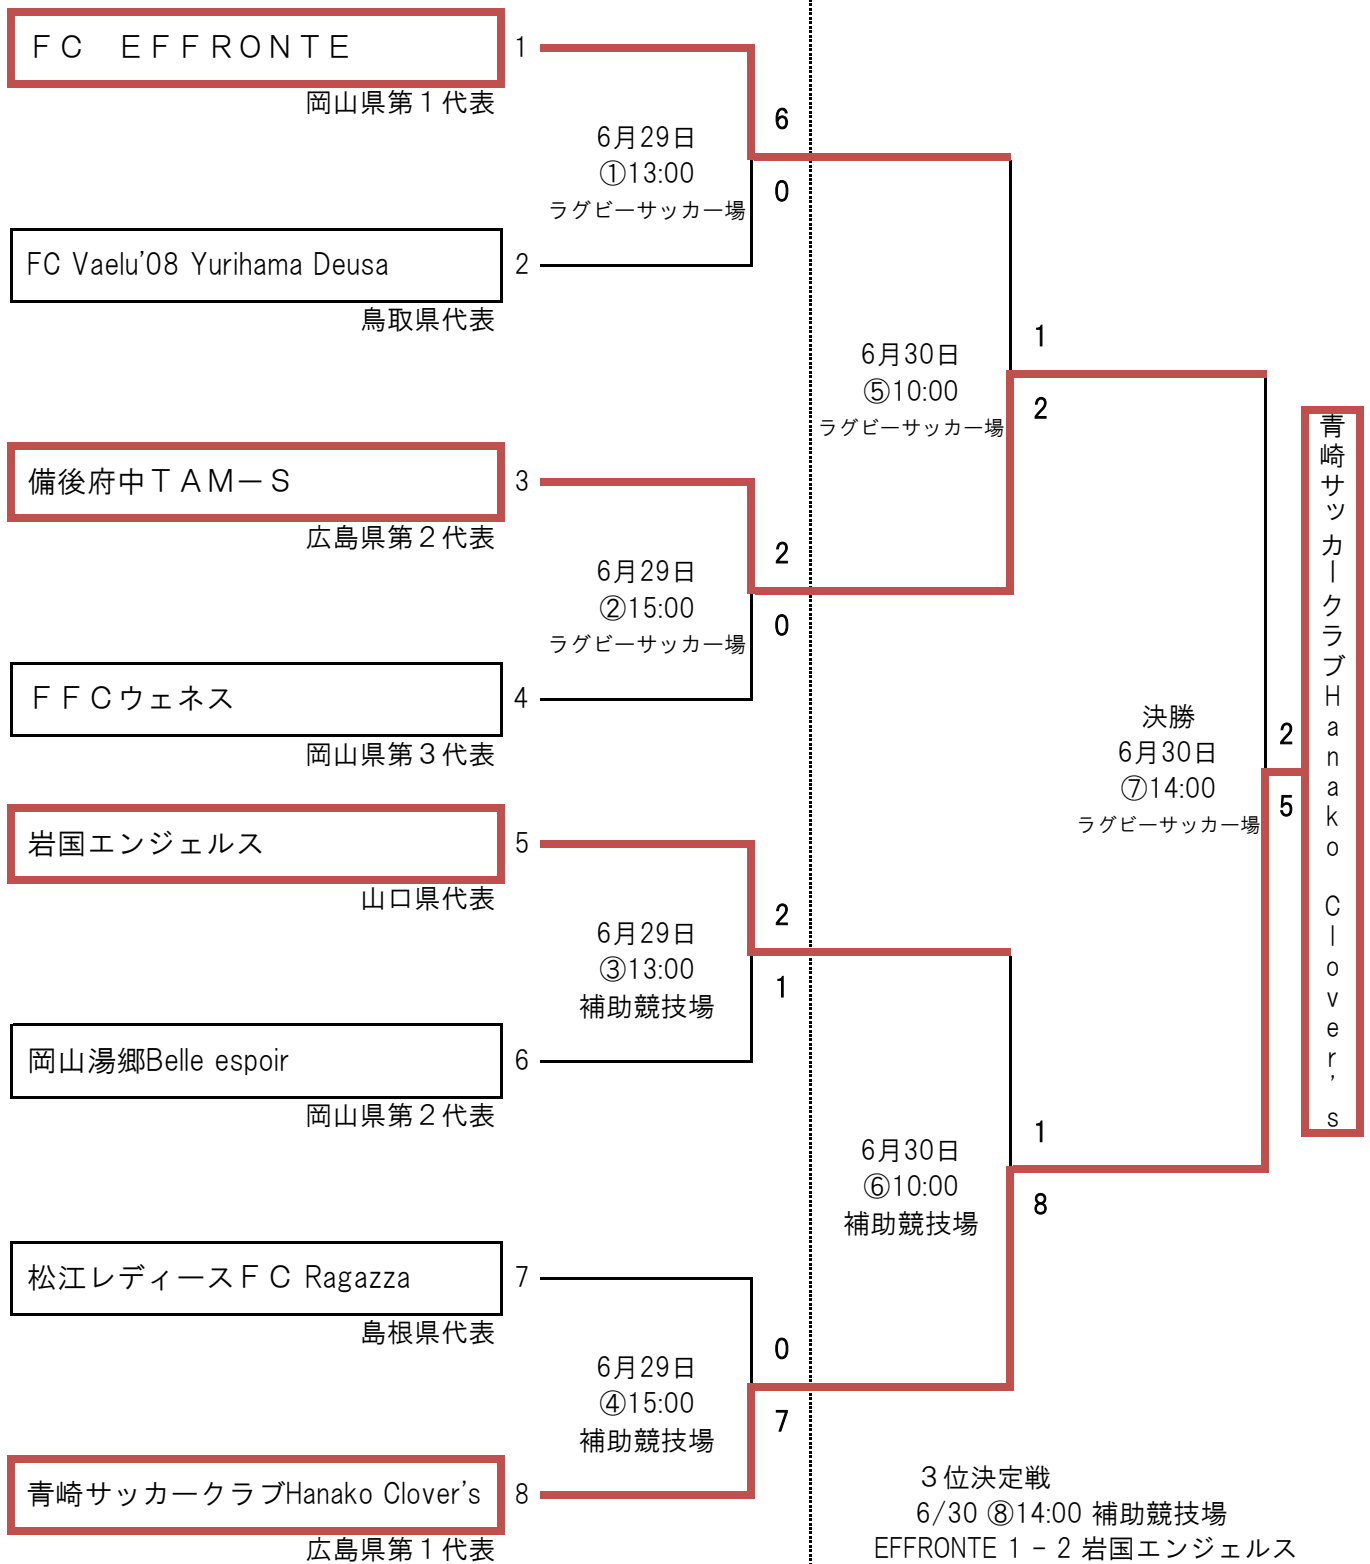 ＦＣ　ＥＦＦＲＯＮＴＥ
1
岡山県第１代表
6月29日
①13:00
ラグビーサッカー場
6
0
FC Vaelu’08 Yurihama Deusa
2
鳥取県代表
6月30日
⑤10:00
ラグビーサッカー場
1
2
備後府中ＴＡＭ－Ｓ
3
広島県第２代表
6月29日
②15:00
ラグビーサッカー場
2
0
ＦＦＣウェネス
4
岡山県第３代表
決勝
6月30日
⑦14:00
ラグビーサッカー場
2
5
青崎サッカークラブHanako Clover’s
岩国エンジェルス
5
山口県代表
6月29日
③13:00
補助競技場
2
1
岡山湯郷Belle espoir
6
岡山県第２代表
6月30日
⑥10:00
補助競技場
1
8
松江レディースＦＣ Ragazza
7
島根県代表
6月29日
④15:00
補助競技場
0
7
青崎サッカークラブHanako Clover’s
8
広島県第１代表
３位決定戦
6/30 ⑧14:00 補助競技場
EFFRONTE 1 - 2 岩国エンジェルス